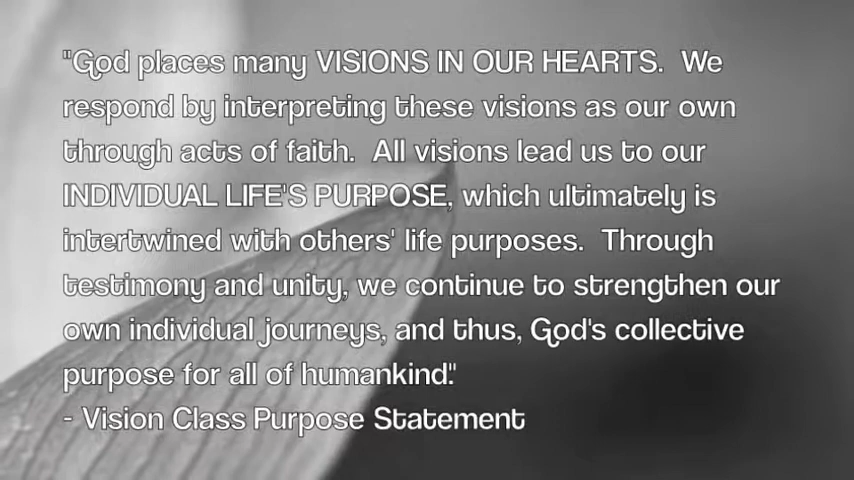 "God places many VISIONS IN OUR HEARTS.  We
respond by interpreting these visions as our own
through acts of faith.  All visions lead us to our
INDIVIDUAL LIFE'S PURPOSE, which ultimately is
intertwined with others' life purposes.  Through
testimony and unity, we continue to strengthen our
own individual journeys, and thus, God's collective
purpose for all of humankind."
- Vision Class Purpose Statement